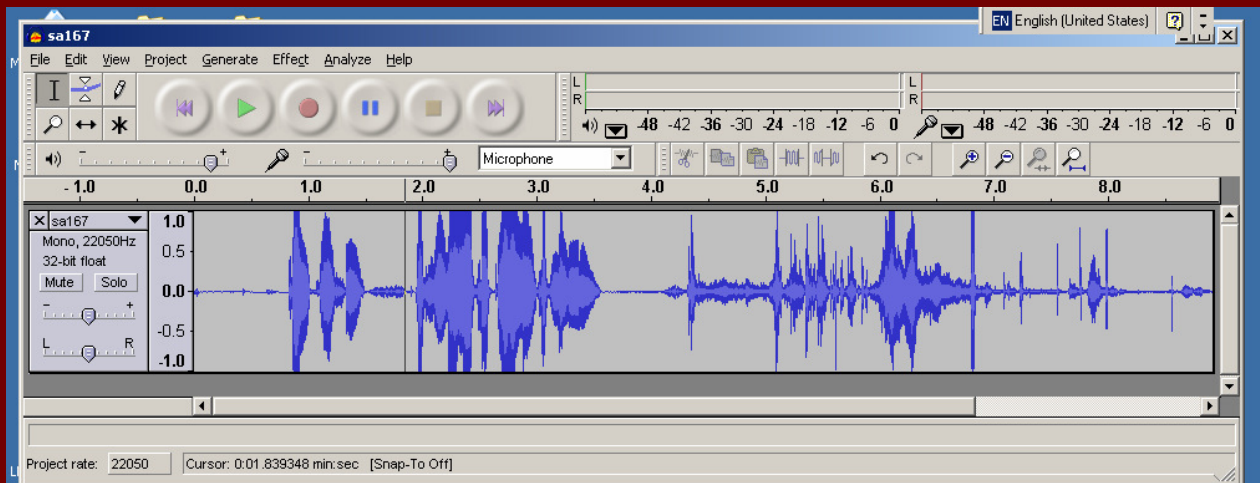 EN English (United States)
sa167
File Edit View Project Generate Effect Analyze Help
L
R
-48 -42 -36 -30 -24 -18 -12 -6 0
L
R
-48 -42 -36 -30 -24 -18 -12 -6 0
- + - + Microphone
- 1.0 0.0 1.0 2.0 3.0 4.0 5.0 6.0 7.0 8.0
X sa167
Mono, 22050Hz
32-bit float
Mute Solo
- +
L R
1.0
0.5
0.0
-0.5
-1.0
Project rate: 22050 Cursor: 0:01.839348 min:sec [Snap-To Off]